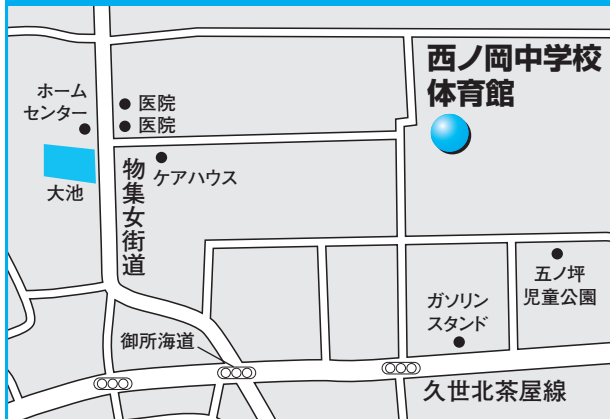 西ノ岡中学校
体育館
ホーム
センター
医院
医院
大池
物集女街道
ケアハウス
五ノ坪
児童公園
ガソリン
スタンド
御所海道
久世北茶屋線